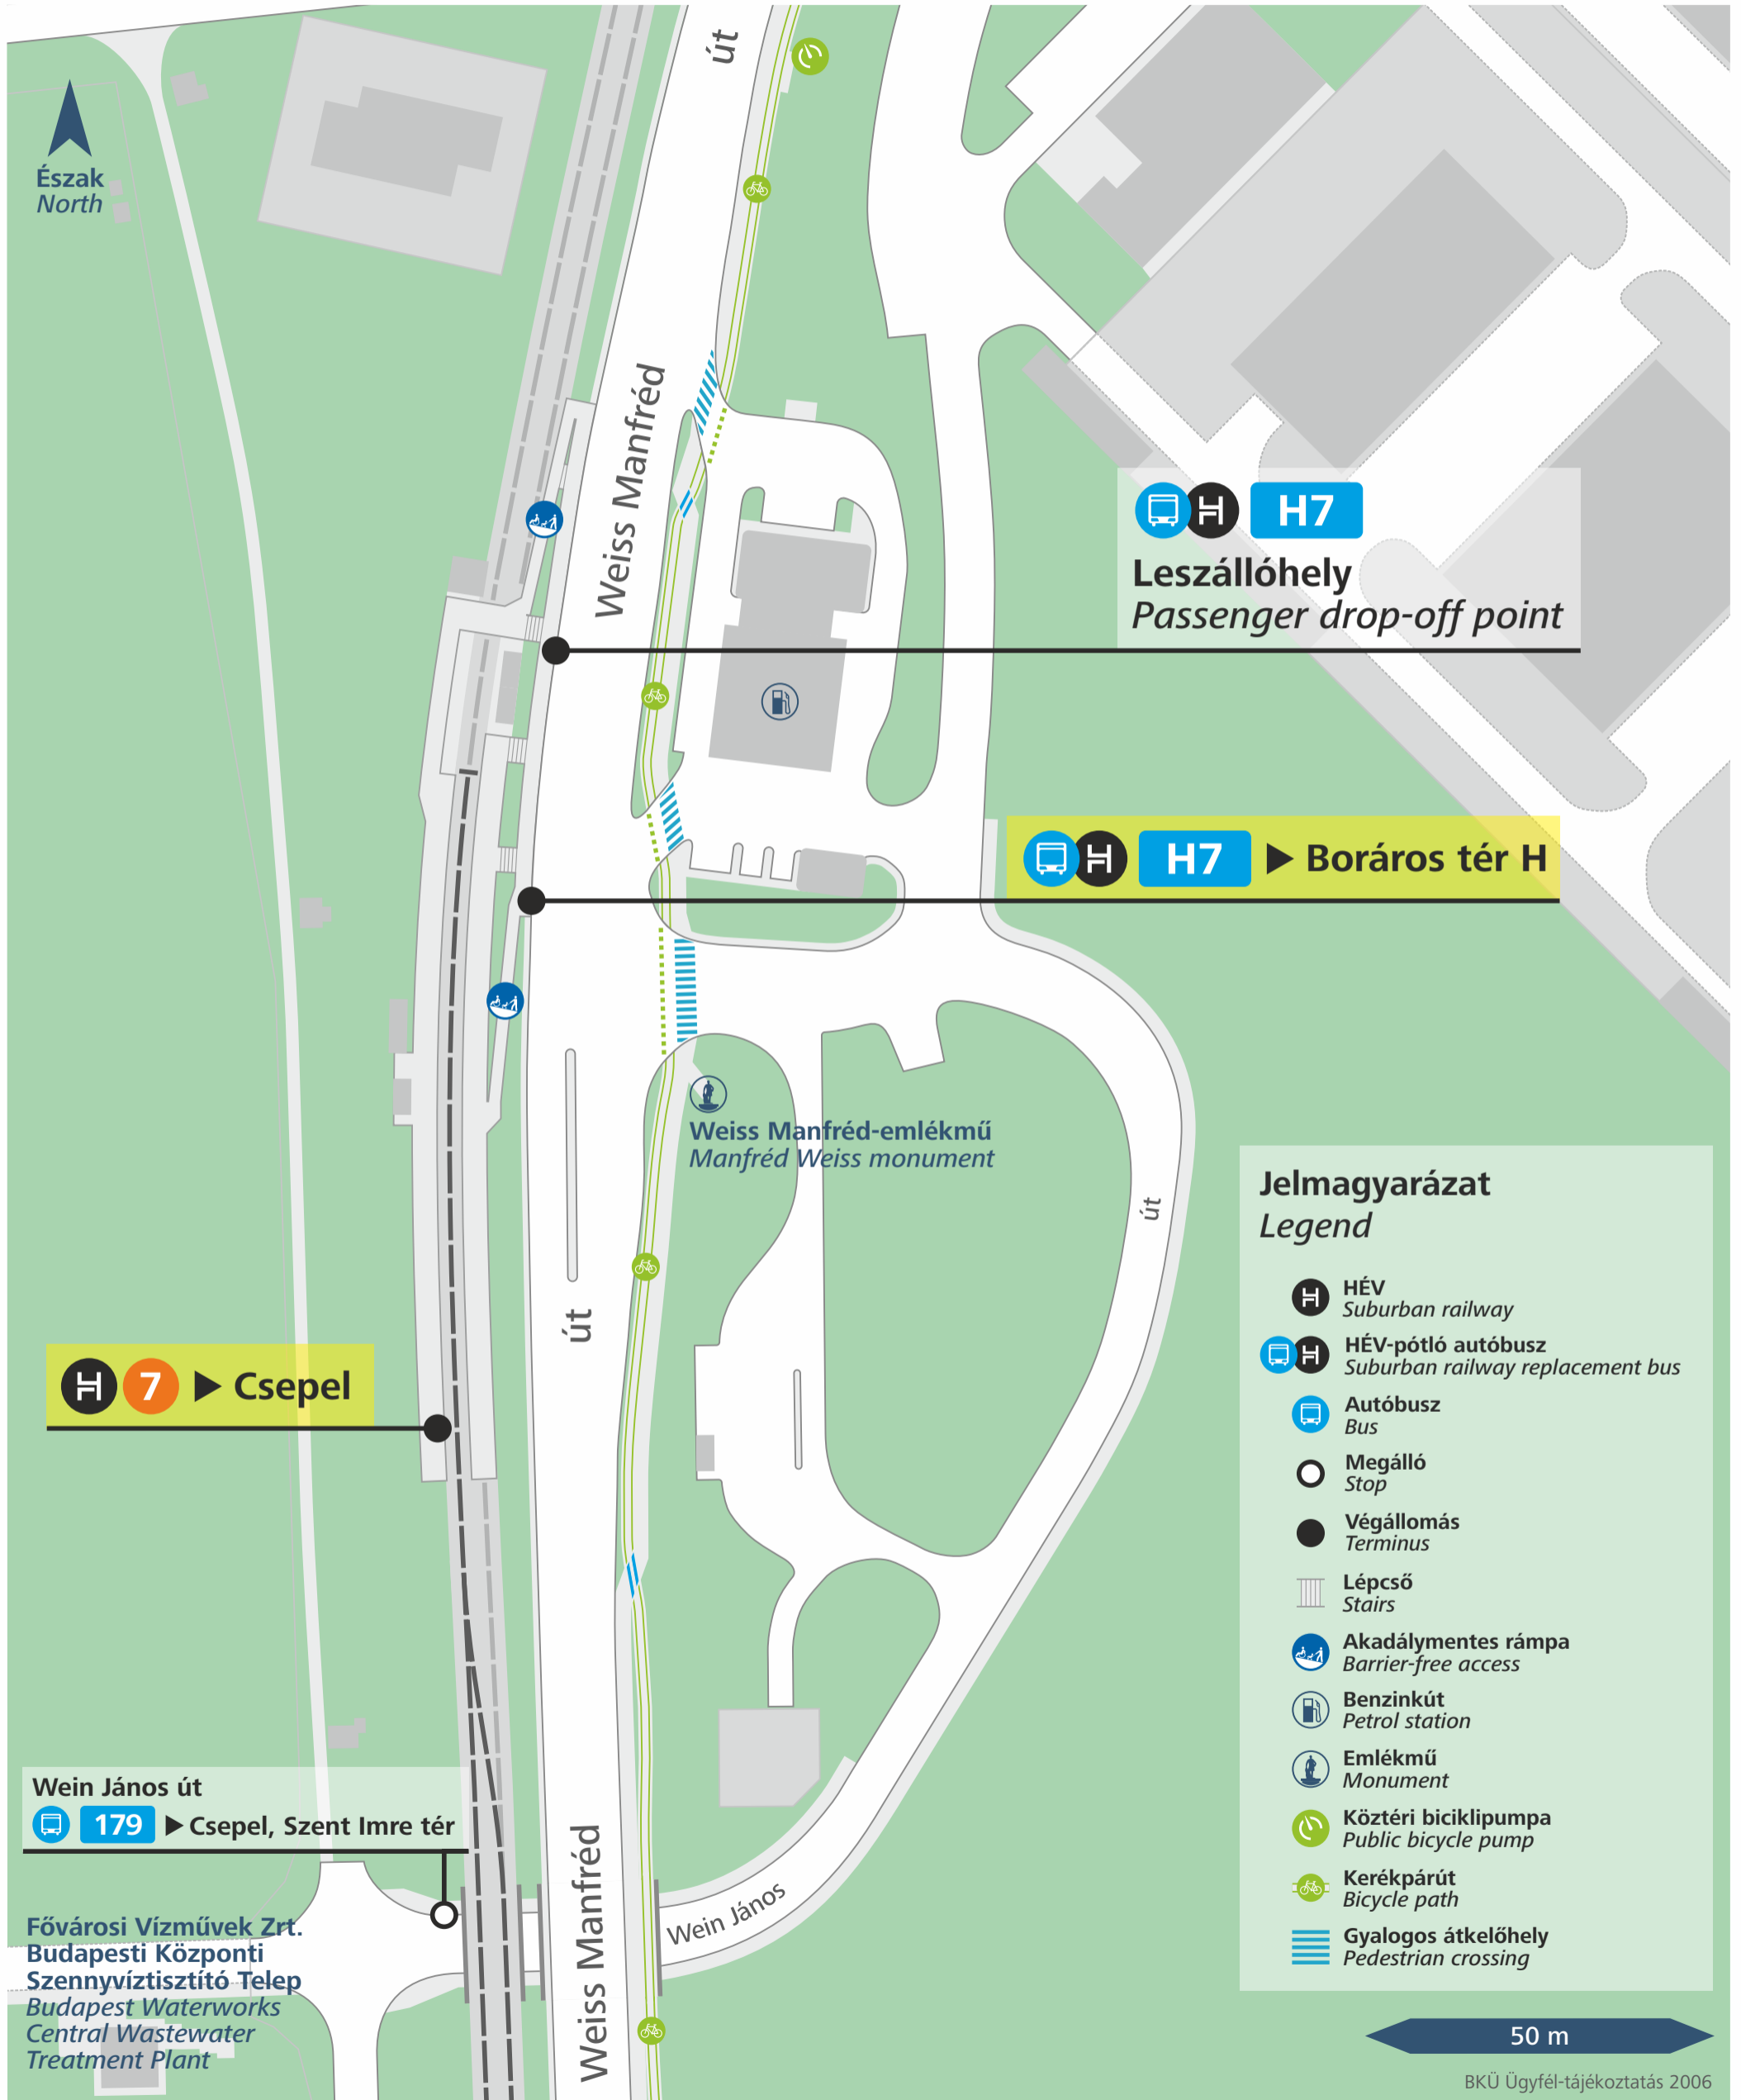 út
Észak
North
Weiss Manfréd
H7
Leszállóhely
Passenger drop-off point
H7 ▶ Boráros tér H
Weiss Manfréd-emlékmű
Manfréd Weiss monument
út
út
7 ▶ Csepel
Wein János út
179 ▶ Csepel, Szent Imre tér
Weiss Manfréd
Wein János
Fővárosi Vízművek Zrt.
Budapesti Központi
Szennyvíztisztító Telep
Budapest Waterworks
Central Wastewater
Treatment Plant
Jelmagyarázat
Legend
HÉV
Suburban railway
HÉV-pótló autóbusz
Suburban railway replacement bus
Autóbusz
Bus
Megálló
Stop
Végállomás
Terminus
Lépcső
Stairs
Akadálymentes rámpa
Barrier-free access
Benzinkút
Petrol station
Emlékmű
Monument
Köztéri biciklipumpa
Public bicycle pump
Kerékpárút
Bicycle path
Gyalogos átkelőhely
Pedestrian crossing
50 m
BKÜ Ügyfél-tájékoztatás 2006